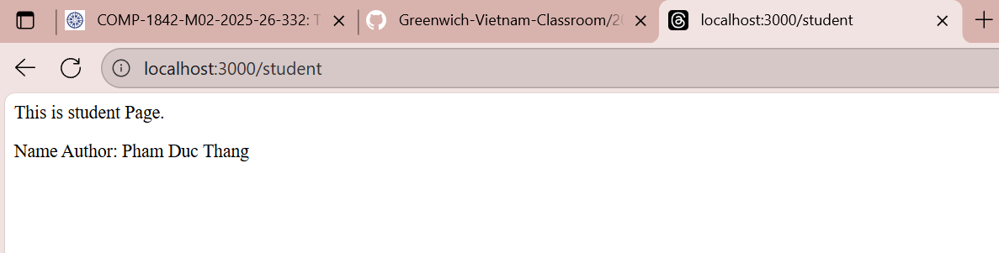 COMP-1842-M02-2025-26-332: T
Greenwich-Vietnam-Classroom/20
localhost:3000/student
localhost:3000/student
This is student Page.
Name Author: Pham Duc Thang